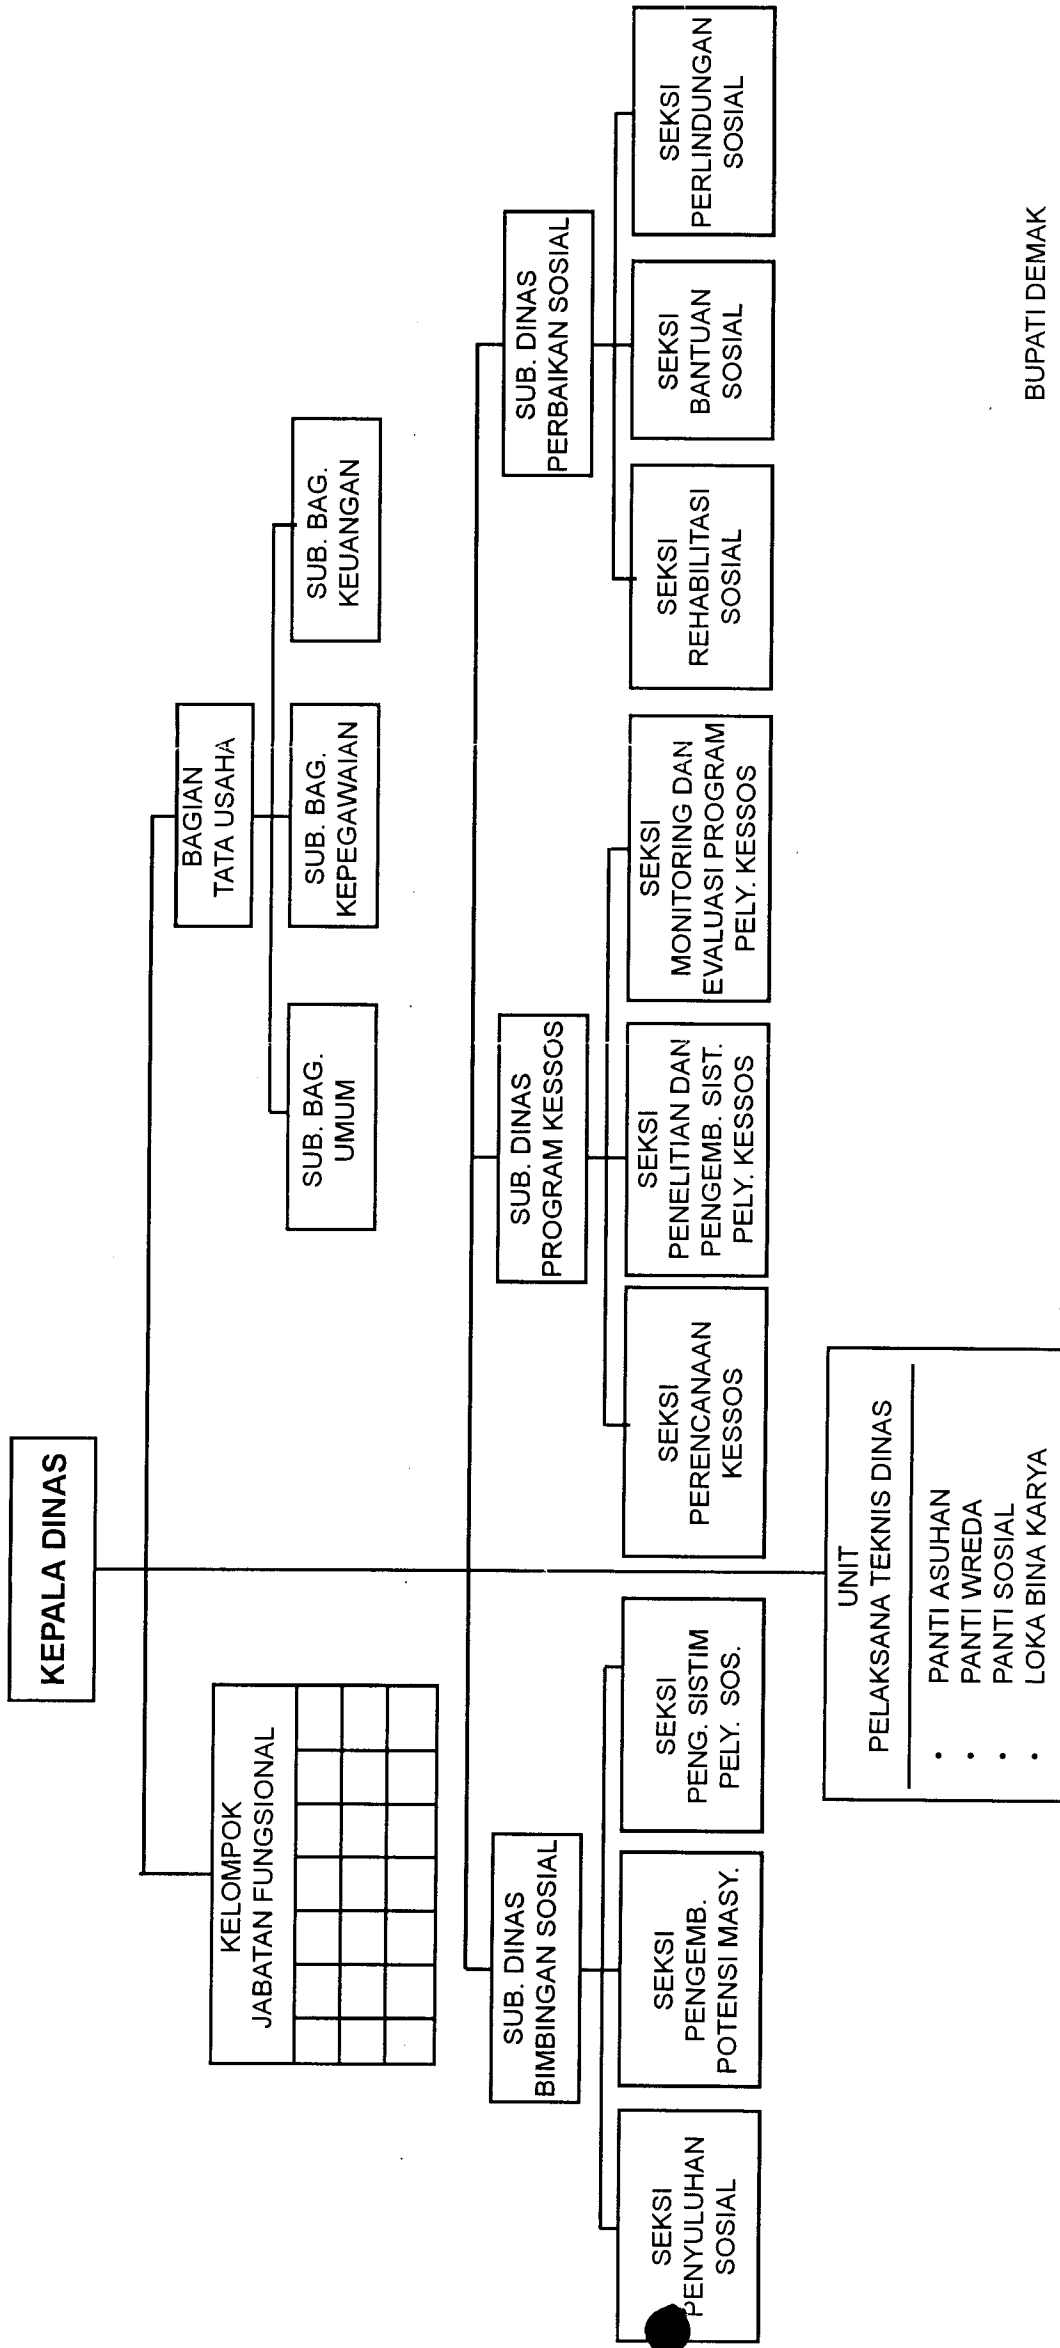 KEPALA DINAS
KELOMPOK
JABATAN FUNGSIONAL
BAGIAN
TATA USAHA
SUB. BAG.
UMUM
SUB. BAG.
KEPEGAWAIAN
SUB. BAG.
KEUANGAN
SUB. DINAS
BIMBINGAN SOSIAL
SUB. DINAS
PROGRAM KESSOS
SUB. DINAS
PERBAIKAN SOSIAL
SEKSI
PENYULUHAN
SOSIAL
SEKSI
PENGEMB.
POTENSI MASY.
SEKSI
PENG. SISTIM
PELY. SOS.
SEKSI
PERENCANAAN
KESSOS
SEKSI
PENELITIAN DAN
PENGEMB. SIST.
PELY. KESSOS
SEKSI
MONITORING DAN
EVALUASI PROGRAM
PELY. KESSOS
SEKSI
REHABILITASI
SOSIAL
SEKSI
BANTUAN
SOSIAL
SEKSI
PERLINDUNGAN
SOSIAL
UNIT
PELAKSANA TEKNIS DINAS
• PANTI ASUHAN
• PANTI WREDA
• PANTI SOSIAL
• LOKA BINA KARYA
BUPATI DEMAK